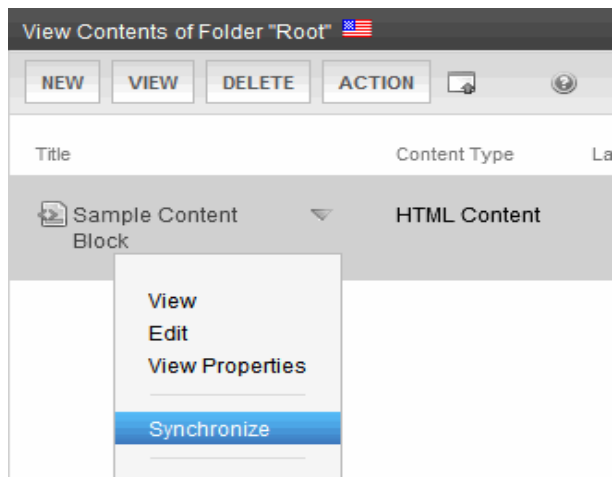 View Contents of Folder "Root"
NEW VIEW DELETE ACTION
Title Content Type La
Sample Content HTML Content
Block
View
Edit
View Properties
Synchronize